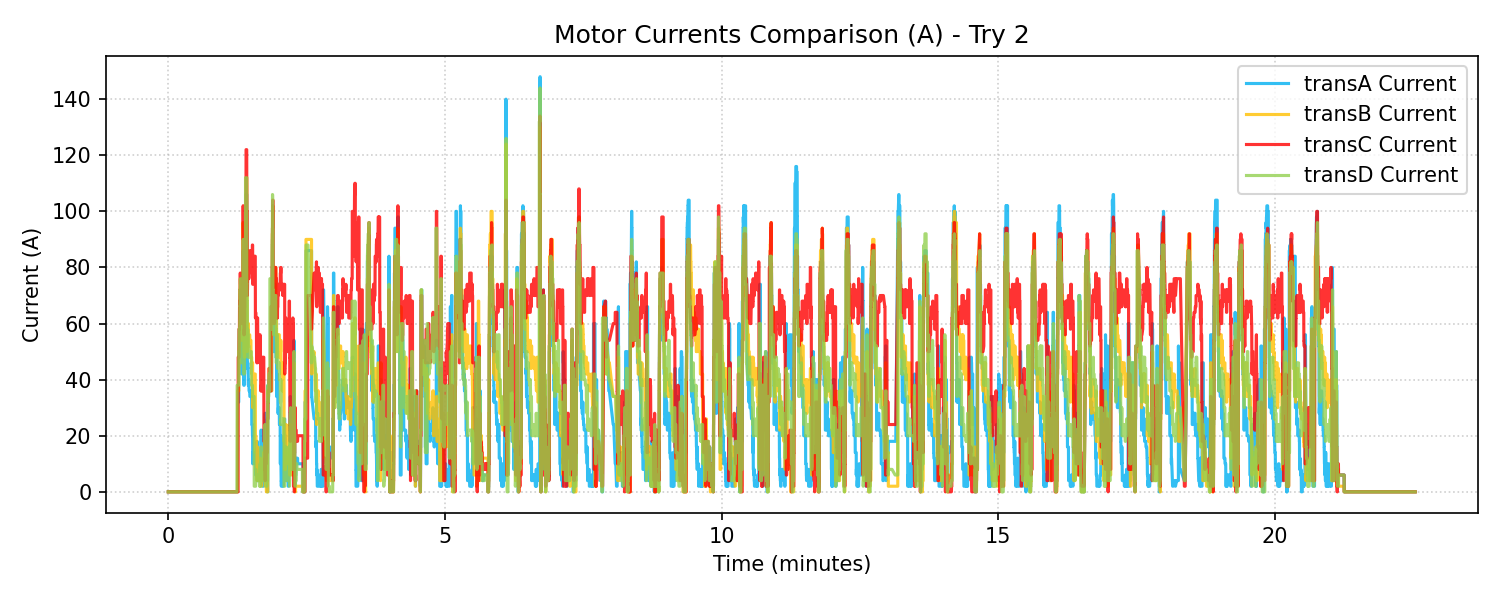 Motor Currents Comparison (A) - Try 2
transA Current
transB Current
transC Current
transD Current
Current (A)
140
120
100
80
60
40
20
0
0
5
10
15
20
Time (minutes)